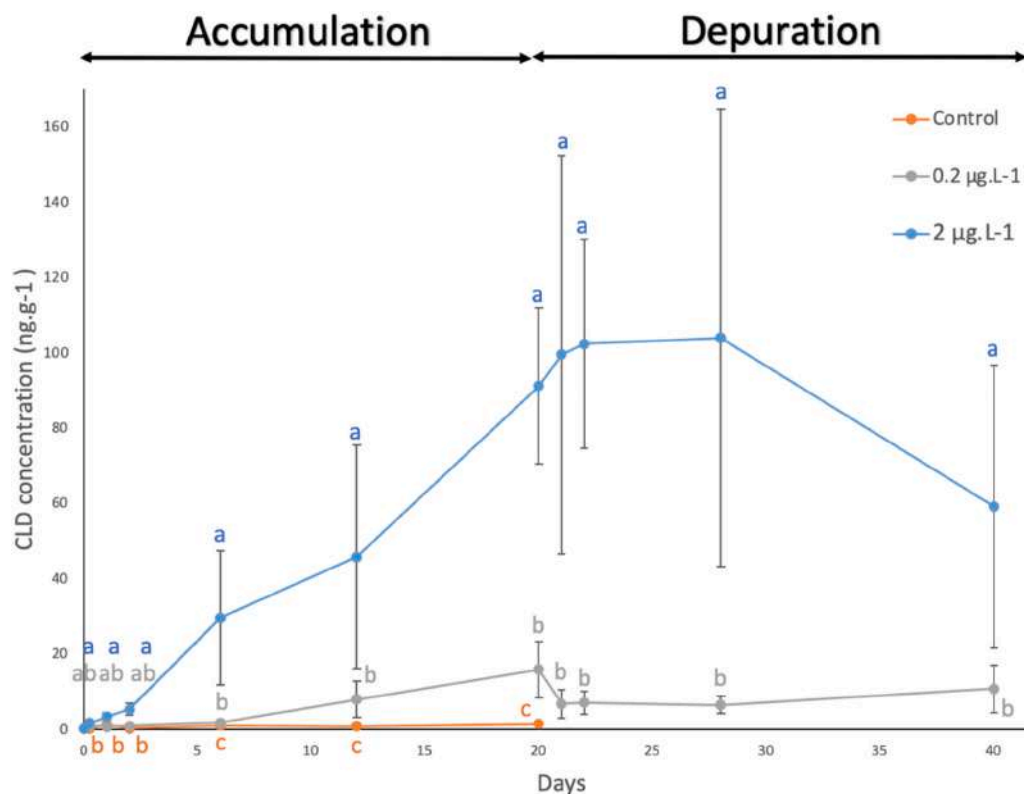 Accumulation Depuration
Control
0.2 µg.L-1
2 µg.L-1
CLD concentration (ng.g-1 )
160
140
120
100
80
60
40
20
0
a a a a a a a a a a
ab ab ab b b b b b b b
b b b c c c
0 5 10 15 20 25 30 35 40
Days